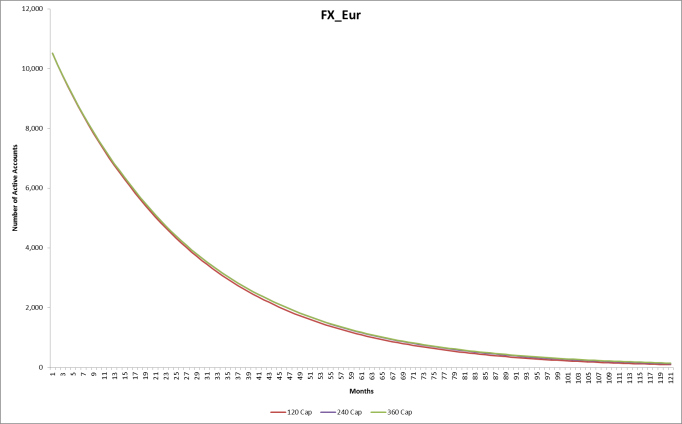 FX_Eur
12,000
10,000
8,000
6,000
4,000
2,000
0
Number of Active Accounts
1 3 5 7 9 11 13 15 17 19 21 23 25 27 29 31 33 35 37 39 41 43 45 47 49 51 53 55 57 59 61 63 65 67 69 71 73 75 77 79 81 83 85 87 89 91 93 95 97 99 101 103 105 107 109 111 113 115 117 119 121
Months
120 Cap 240 Cap 360 Cap